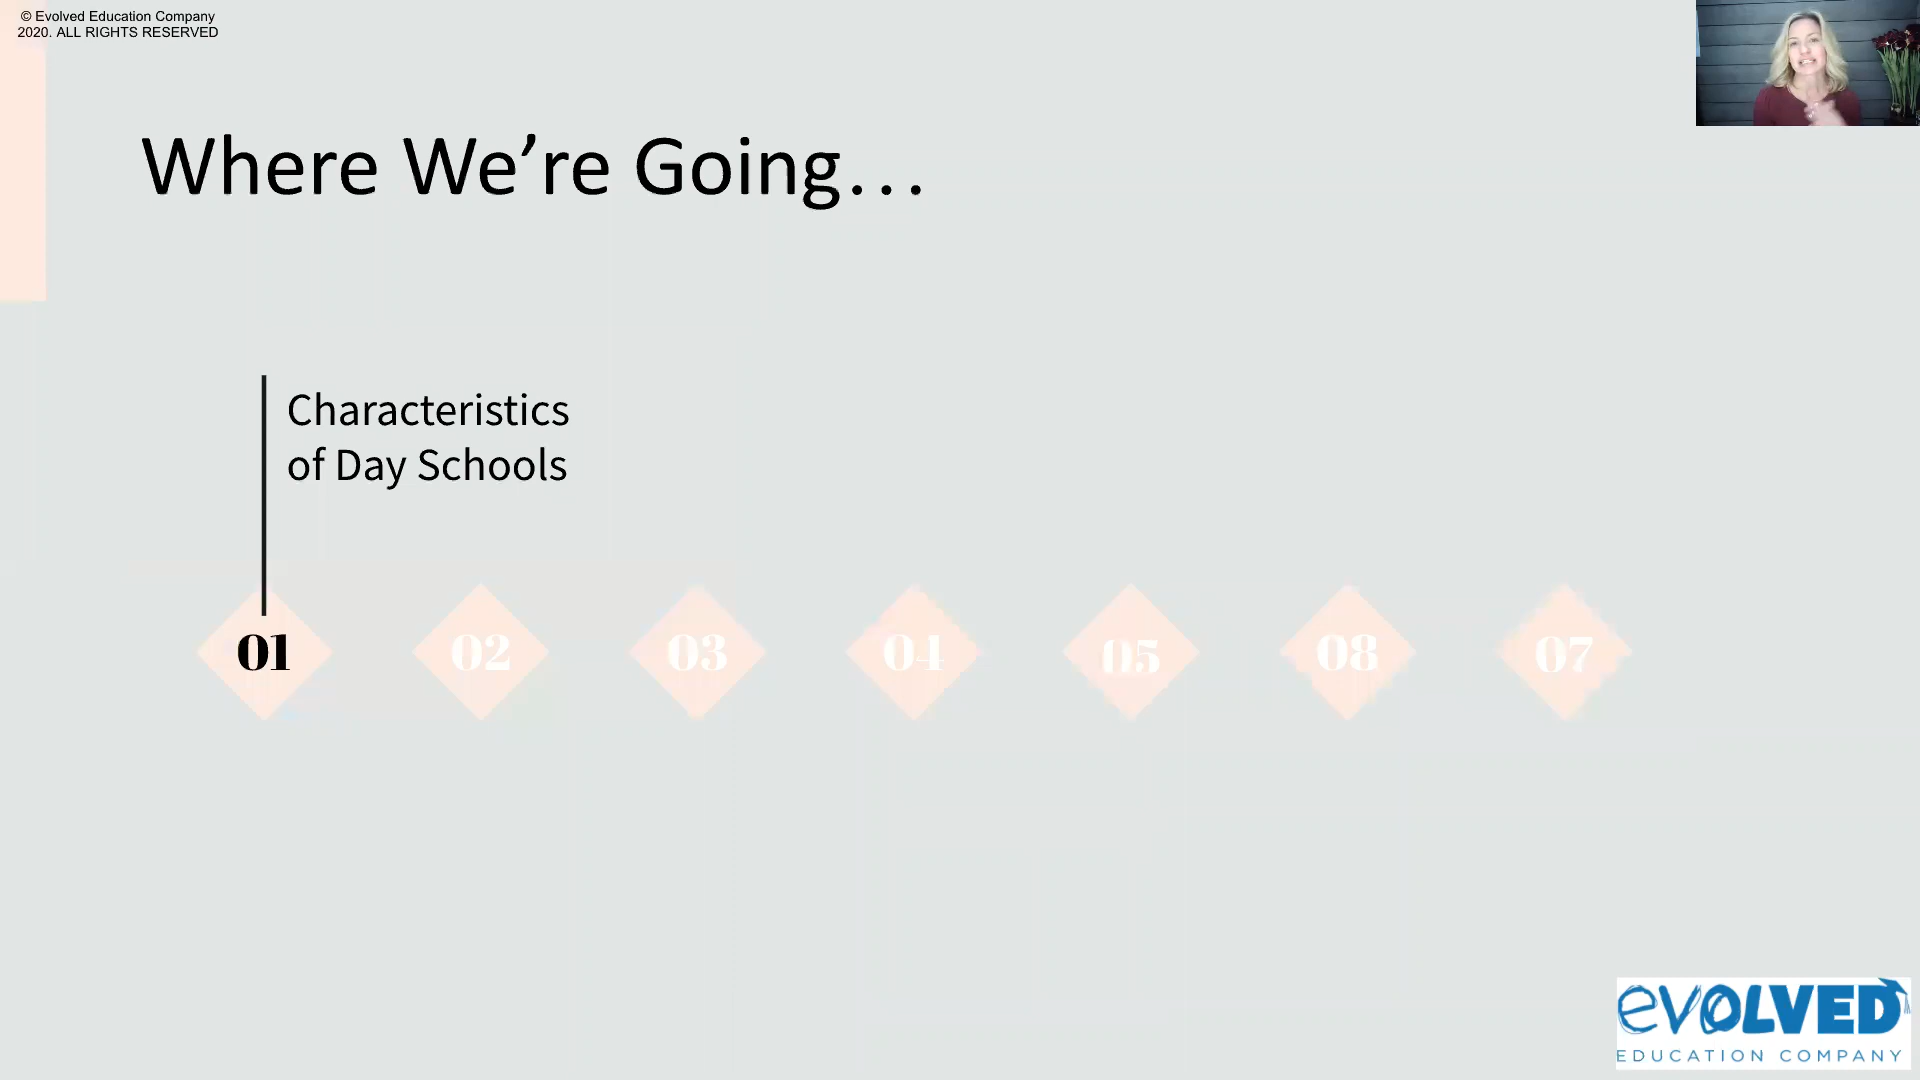 © Evolved Education Company
2020. ALL RIGHTS RESERVED
Where We’re Going…
Characteristics
of Day Schools
01 02 03 04 05 08 07
eVOLVED
EDUCATION COMPANY